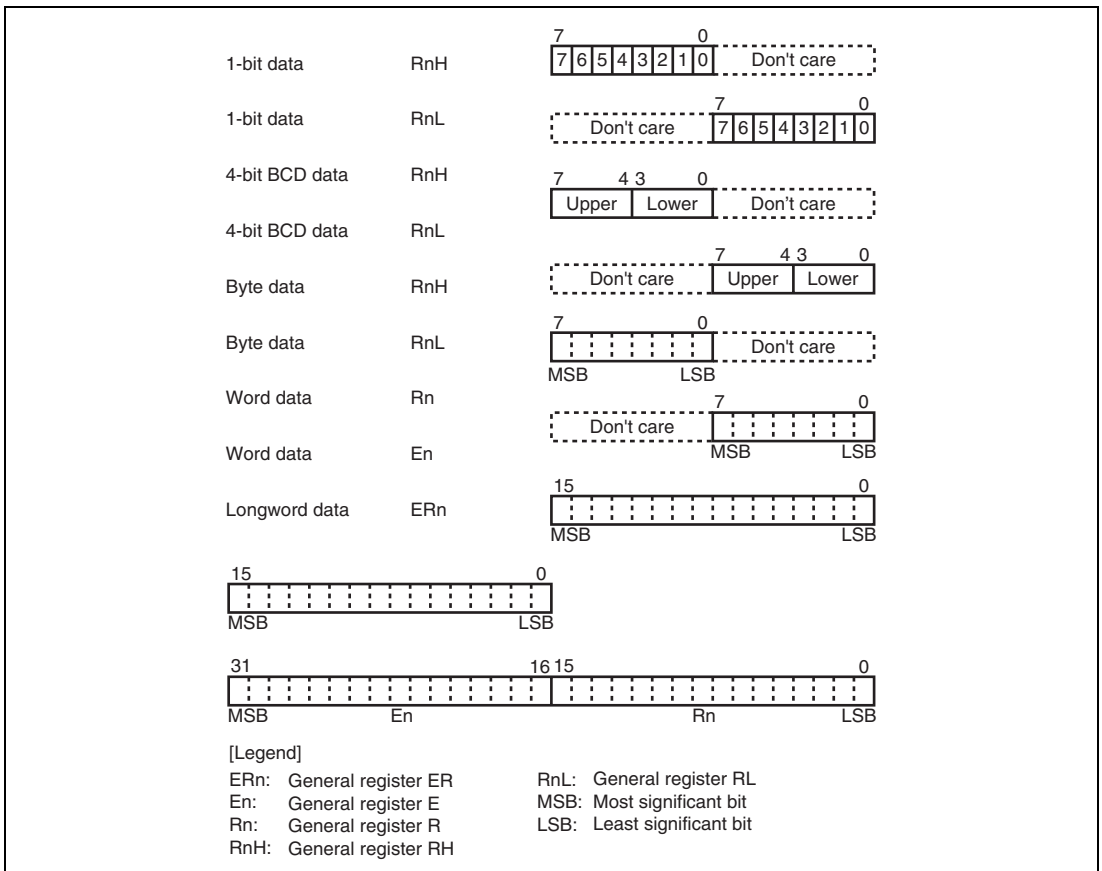 7 0
1-bit data RnH 7 6 5 4 3 2 1 0 Don't care
7 0
1-bit data RnL Don't care 7 6 5 4 3 2 1 0
4-bit BCD data RnH 7 4 3 0
Upper Lower Don't care
4-bit BCD data RnL
7 4 3 0
Byte data RnH Don't care Upper Lower
7 0
Byte data RnL Don't care
MSB LSB
Word data Rn 7 0
Don't care
MSB LSB
Word data En
15 0
Longword data ERn
MSB LSB
15 0
MSB LSB
31 16 15 0
MSB En Rn LSB
[Legend]
ERn: General register ER RnL: General register RL
En: General register E MSB: Most significant bit
Rn: General register R LSB: Least significant bit
RnH: General register RH